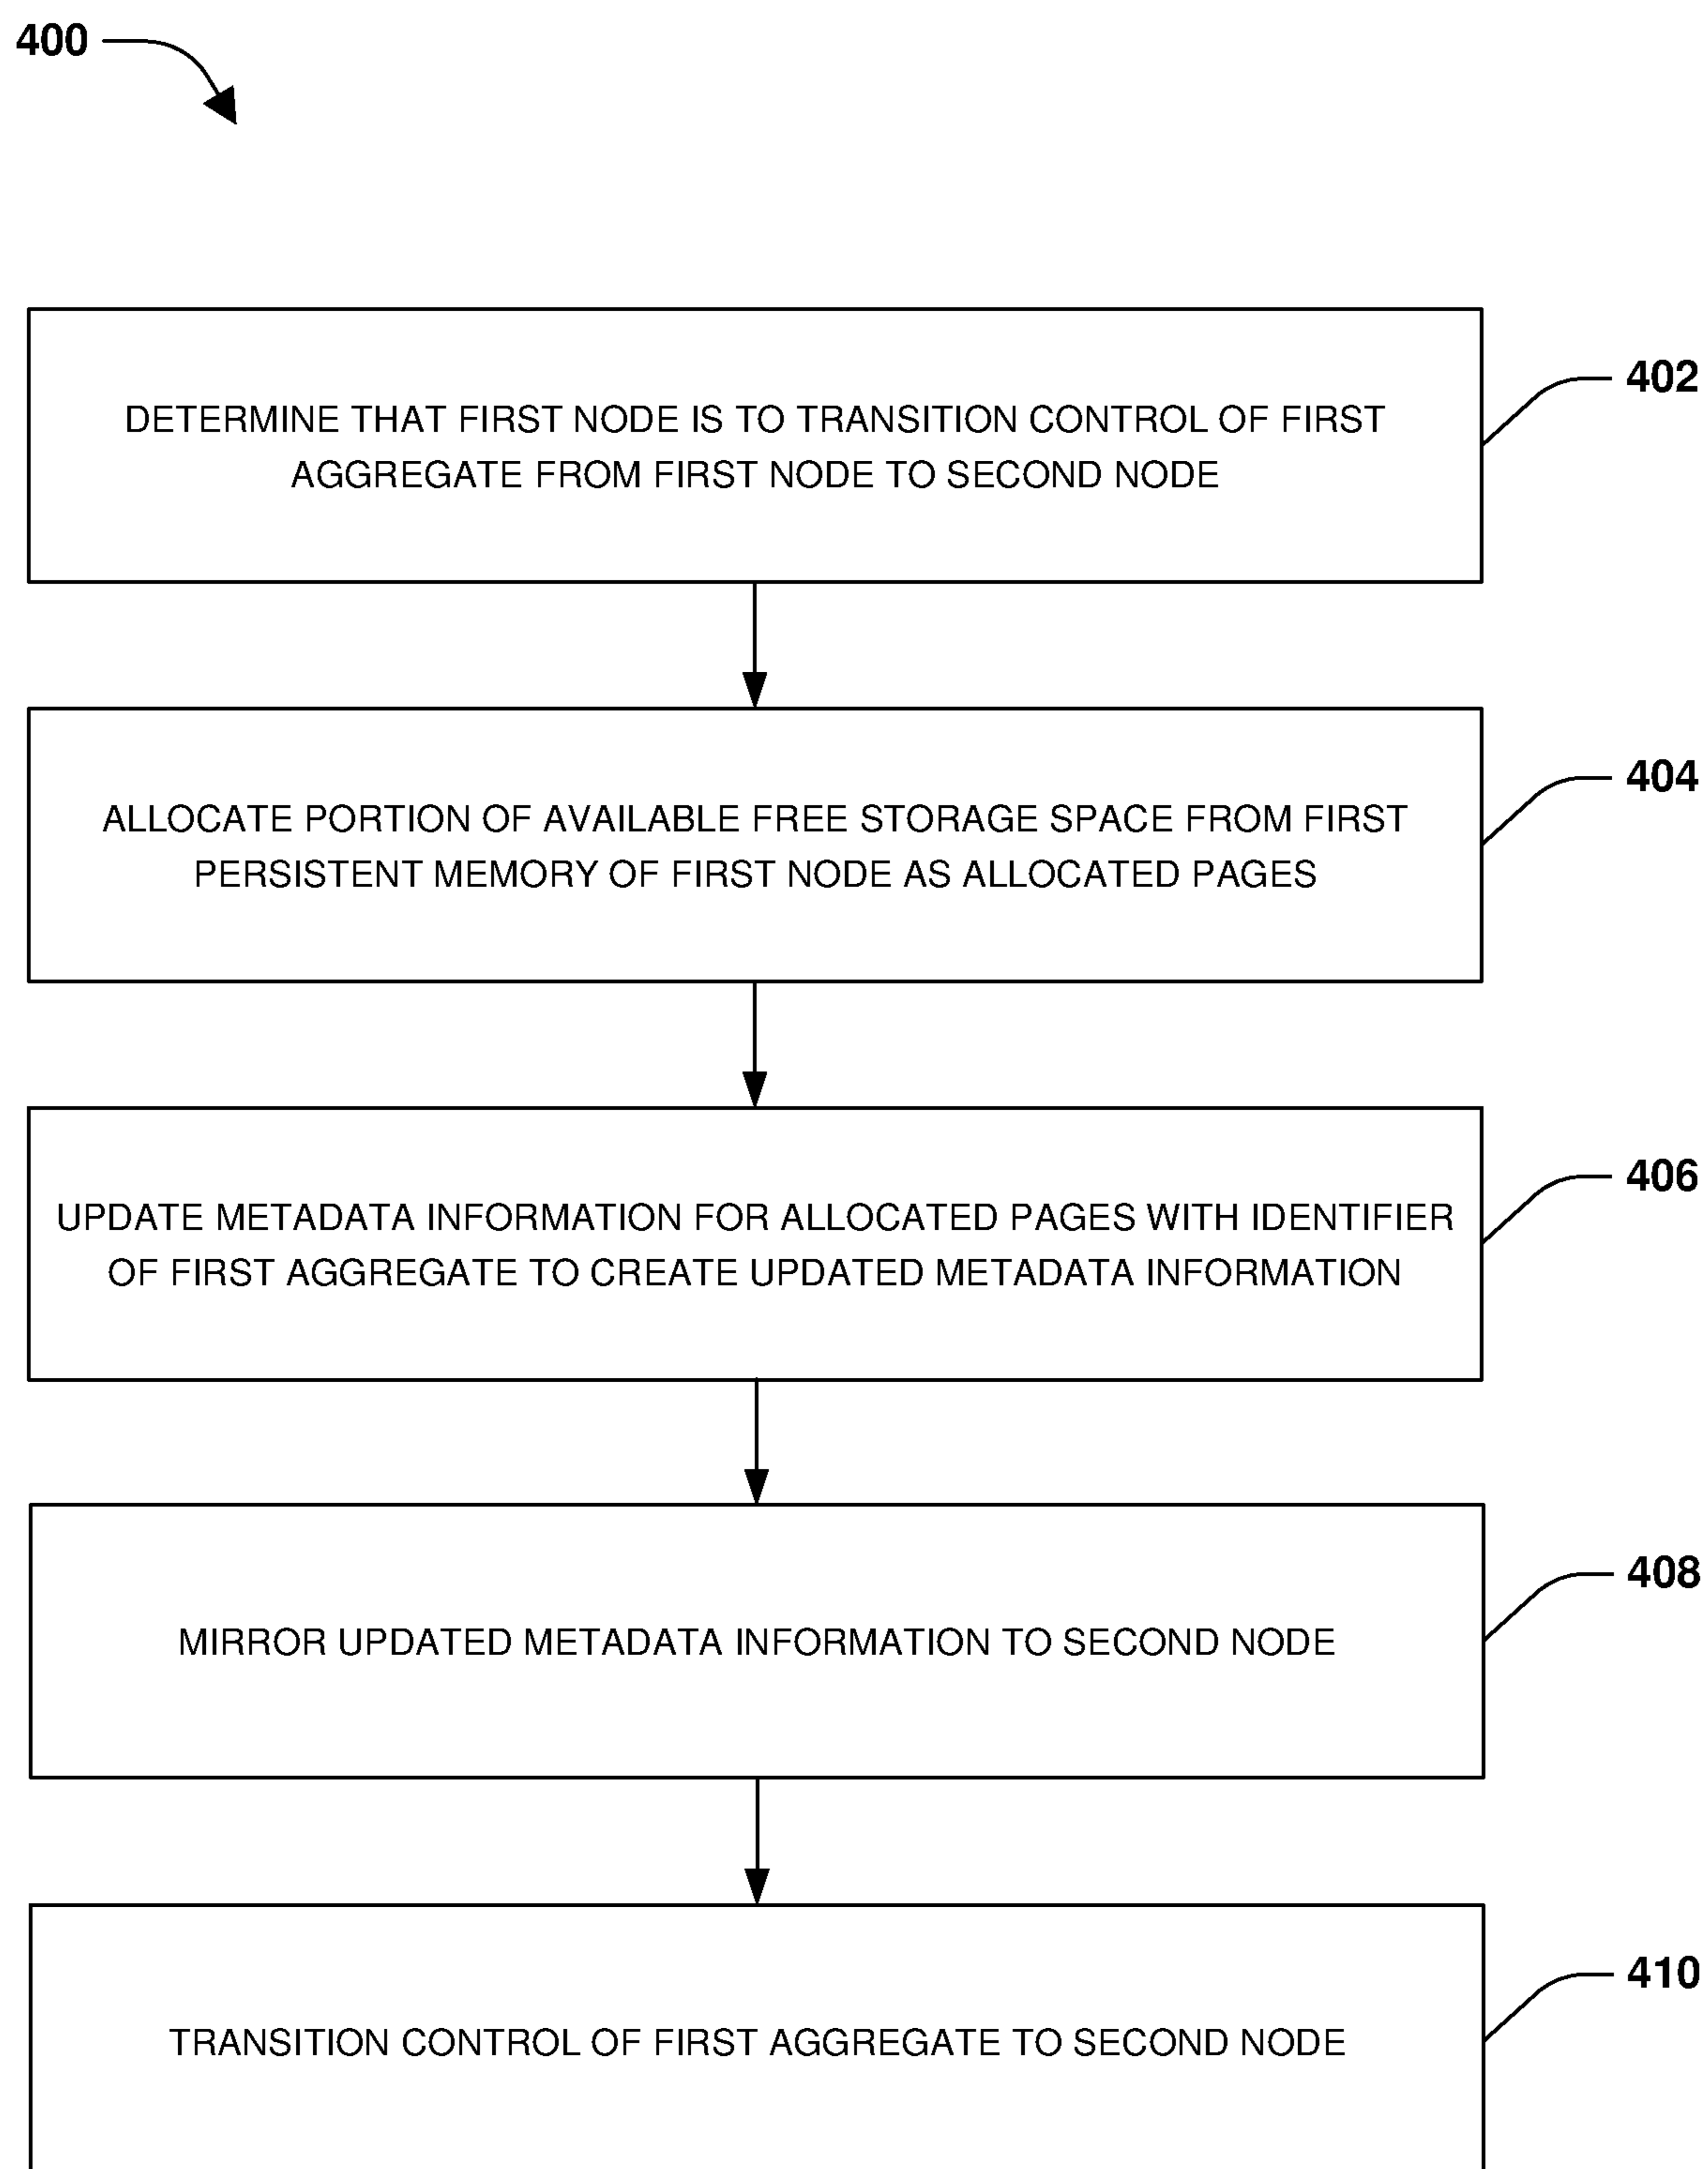 400
DETERMINE THAT FIRST NODE IS TO TRANSITION CONTROL OF FIRST
AGGREGATE FROM FIRST NODE TO SECOND NODE
402
ALLOCATE PORTION OF AVAILABLE FREE STORAGE SPACE FROM FIRST
PERSISTENT MEMORY OF FIRST NODE AS ALLOCATED PAGES
404
UPDATE METADATA INFORMATION FOR ALLOCATED PAGES WITH IDENTIFIER
OF FIRST AGGREGATE TO CREATE UPDATED METADATA INFORMATION
406
MIRROR UPDATED METADATA INFORMATION TO SECOND NODE
408
TRANSITION CONTROL OF FIRST AGGREGATE TO SECOND NODE
410